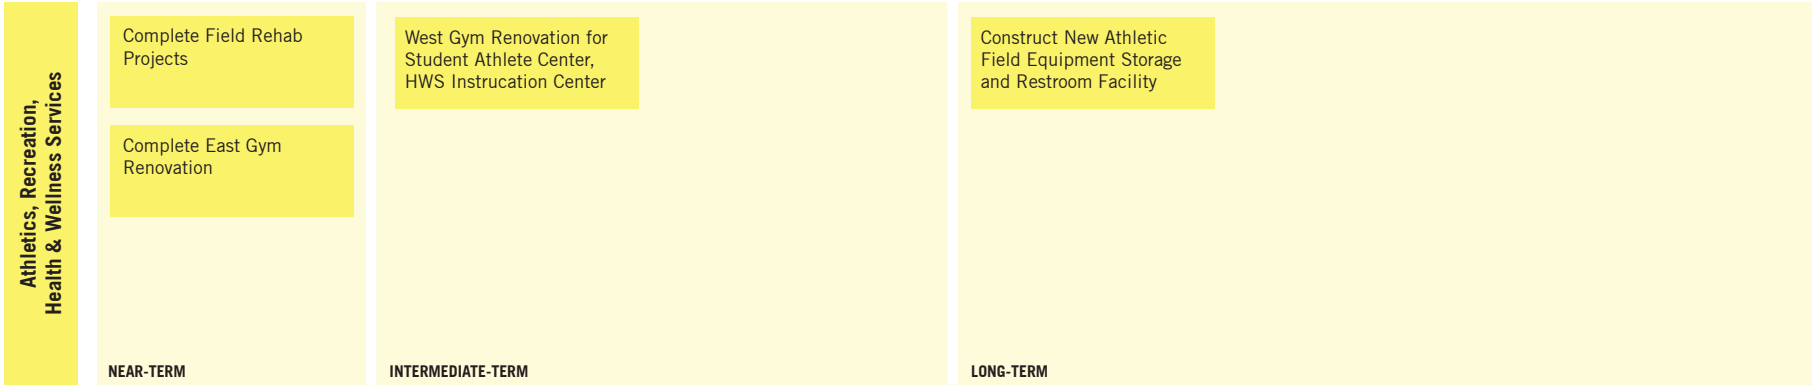 Athletics, Recreation,
Health & Wellness Services
Complete Field Rehab
Projects
Complete East Gym
Renovation
NEAR-TERM
West Gym Renovation for
Student Athlete Center,
HWS Instrucation Center
INTERMEDIATE-TERM
Construct New Athletic
Field Equipment Storage
and Restroom Facility
LONG-TERM